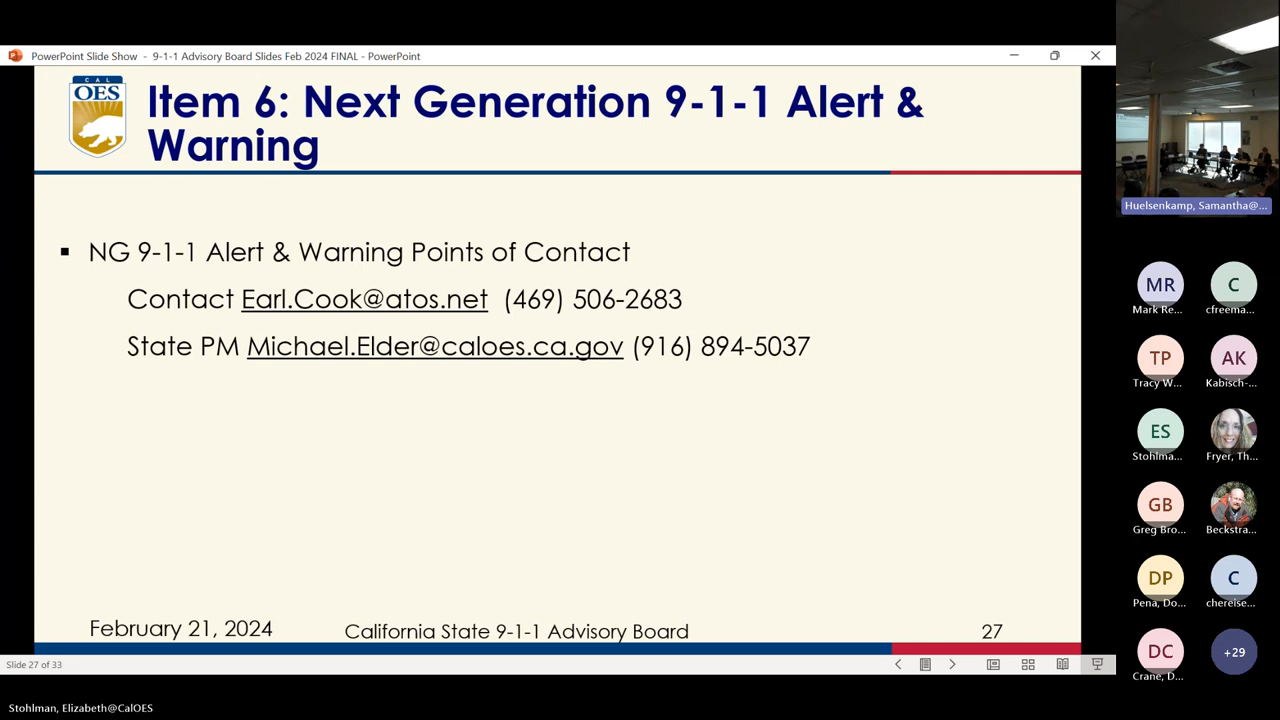 PowerPoint Slide Show - 9-1-1 Advisory Board Slides Feb 2024 FINAL - PowerPoint
CAL
OES
Item 6: Next Generation 9-1-1 Alert &
Warning
▪ NG 9-1-1 Alert & Warning Points of Contact
Contact Earl.Cook@atos.net (469) 506-2683
State PM Michael.Elder@caloes.ca.gov (916) 894-5037
February 21, 2024
California State 9-1-1 Advisory Board
27
Slide 27 of 33
Stohlman, Elizabeth@CalOES
Huelsenkamp, Samantha@...
MR
C
Mark Re...
cfreema...
TP
AK
Tracy W...
Kabisch-...
ES
Stohlma...
Fryer, Th...
GB
Greg Bro...
Beckstra...
DP
C
Pena, Do...
chereise...
DC
+29
Crane, D...